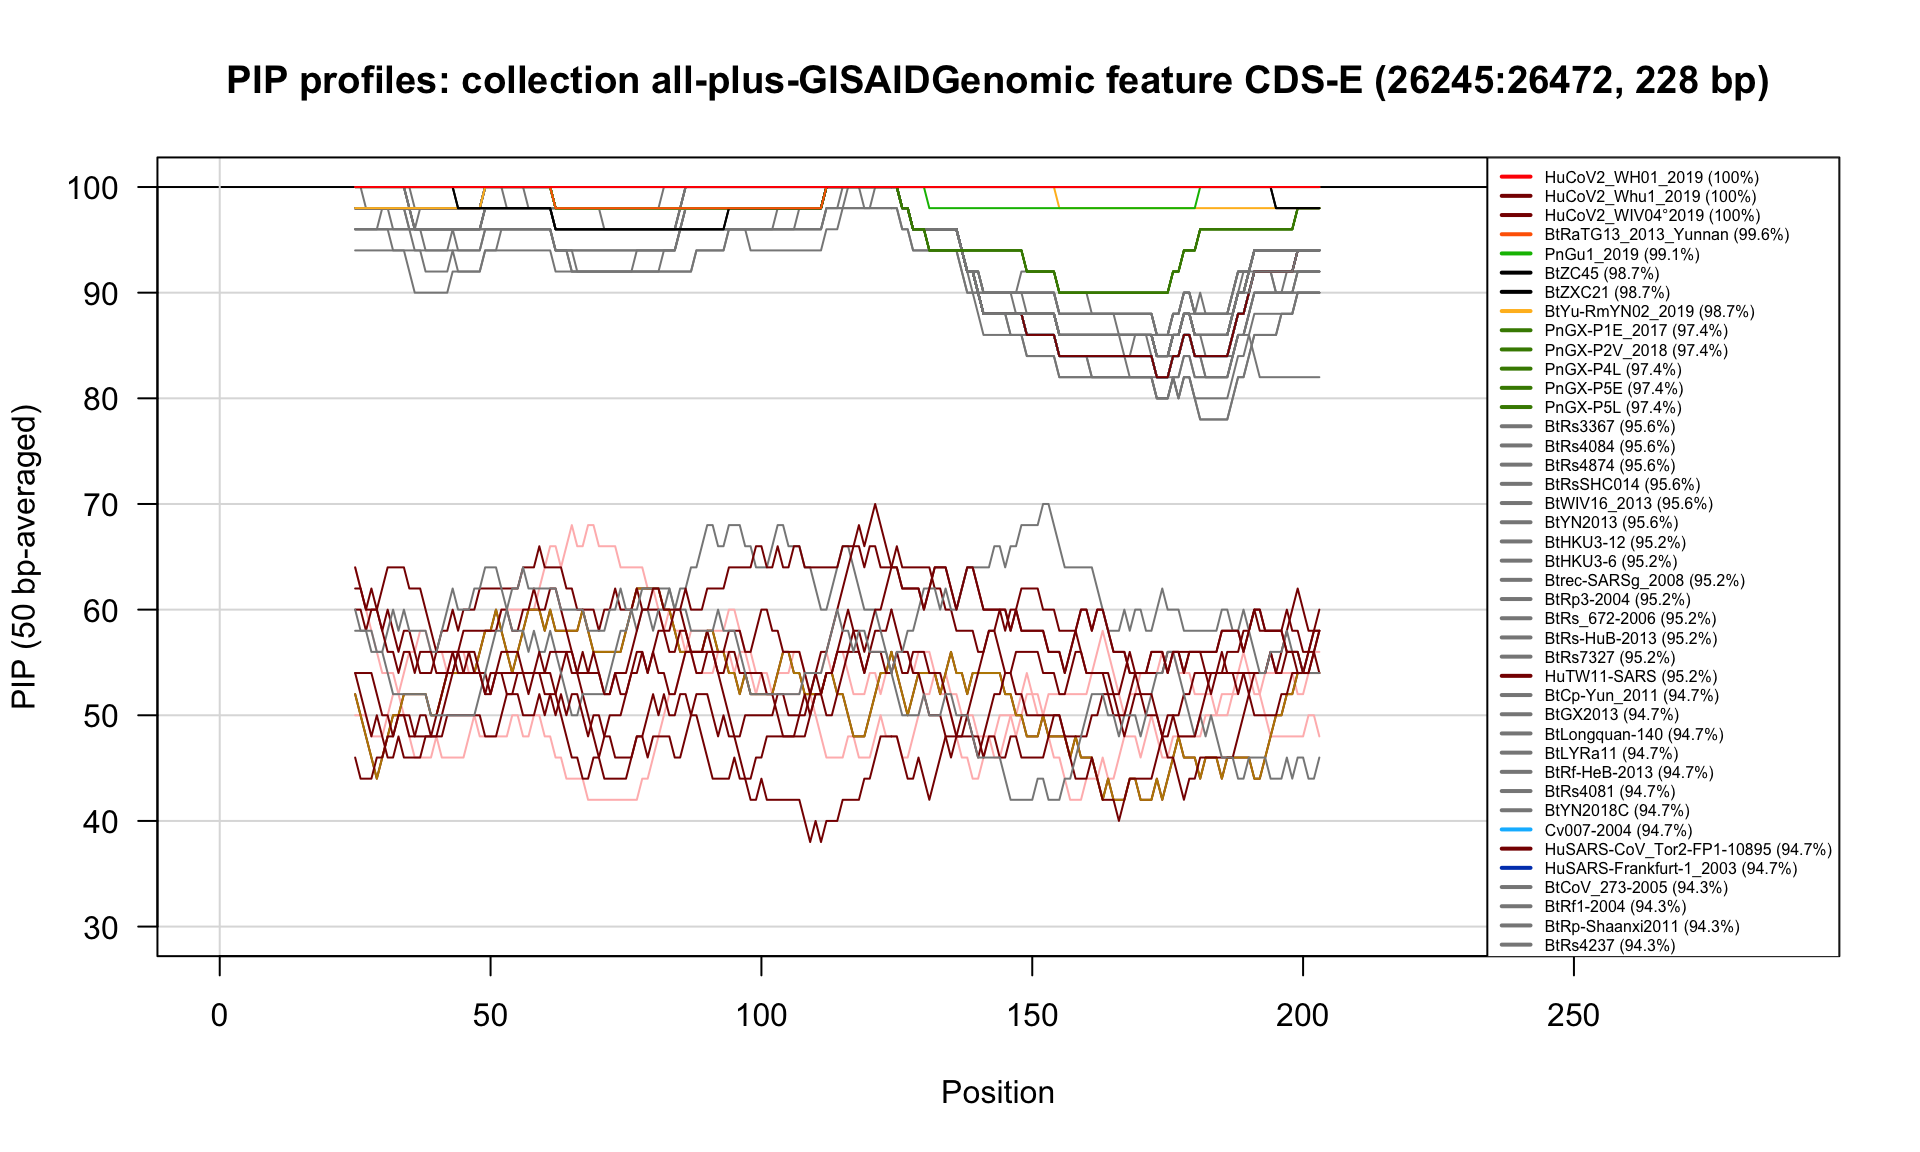 PIP profiles: collection all-plus-GISAIDGenomic feature CDS-E (26245:26472, 228 bp)
PIP (50 bp-averaged)
100
90
80
70
60
50
40
30
0 50 100 150 200 250
Position
HuCoV2_WH01_2019 (100%)
HuCoV2_Whu1_2019 (100%)
HuCoV2_WIV04°2019 (100%)
BtRaTG13_2013_Yunnan (99.6%)
PnGu1_2019 (99.1%)
BtZC45 (98.7%)
BtZXC21 (98.7%)
BtYu-RmYN02_2019 (98.7%)
PnGX-P1E_2017 (97.4%)
PnGX-P2V_2018 (97.4%)
PnGX-P4L (97.4%)
PnGX-P5E (97.4%)
PnGX-P5L (97.4%)
BtRs3367 (95.6%)
BtRs4084 (95.6%)
BtRs4874 (95.6%)
BtRsSHC014 (95.6%)
BtWIV16_2013 (95.6%)
BtYN2013 (95.6%)
BtHKU3-12 (95.2%)
BtHKU3-6 (95.2%)
Btrec-SARSg_2008 (95.2%)
BtRp3-2004 (95.2%)
BtRs_672-2006 (95.2%)
BtRs-HuB-2013 (95.2%)
BtRs7327 (95.2%)
HuTW11-SARS (95.2%)
BtCp-Yun_2011 (94.7%)
BtGX2013 (94.7%)
BtLongquan-140 (94.7%)
BtLYRa11 (94.7%)
BtRf-HeB-2013 (94.7%)
BtRs4081 (94.7%)
BtYN2018C (94.7%)
Cv007-2004 (94.7%)
HuSARS-CoV_Tor2-FP1-10895 (94.7%)
HuSARS-Frankfurt-1_2003 (94.7%)
BtCoV_273-2005 (94.3%)
BtRf1-2004 (94.3%)
BtRp-Shaanxi2011 (94.3%)
BtRs4237 (94.3%)